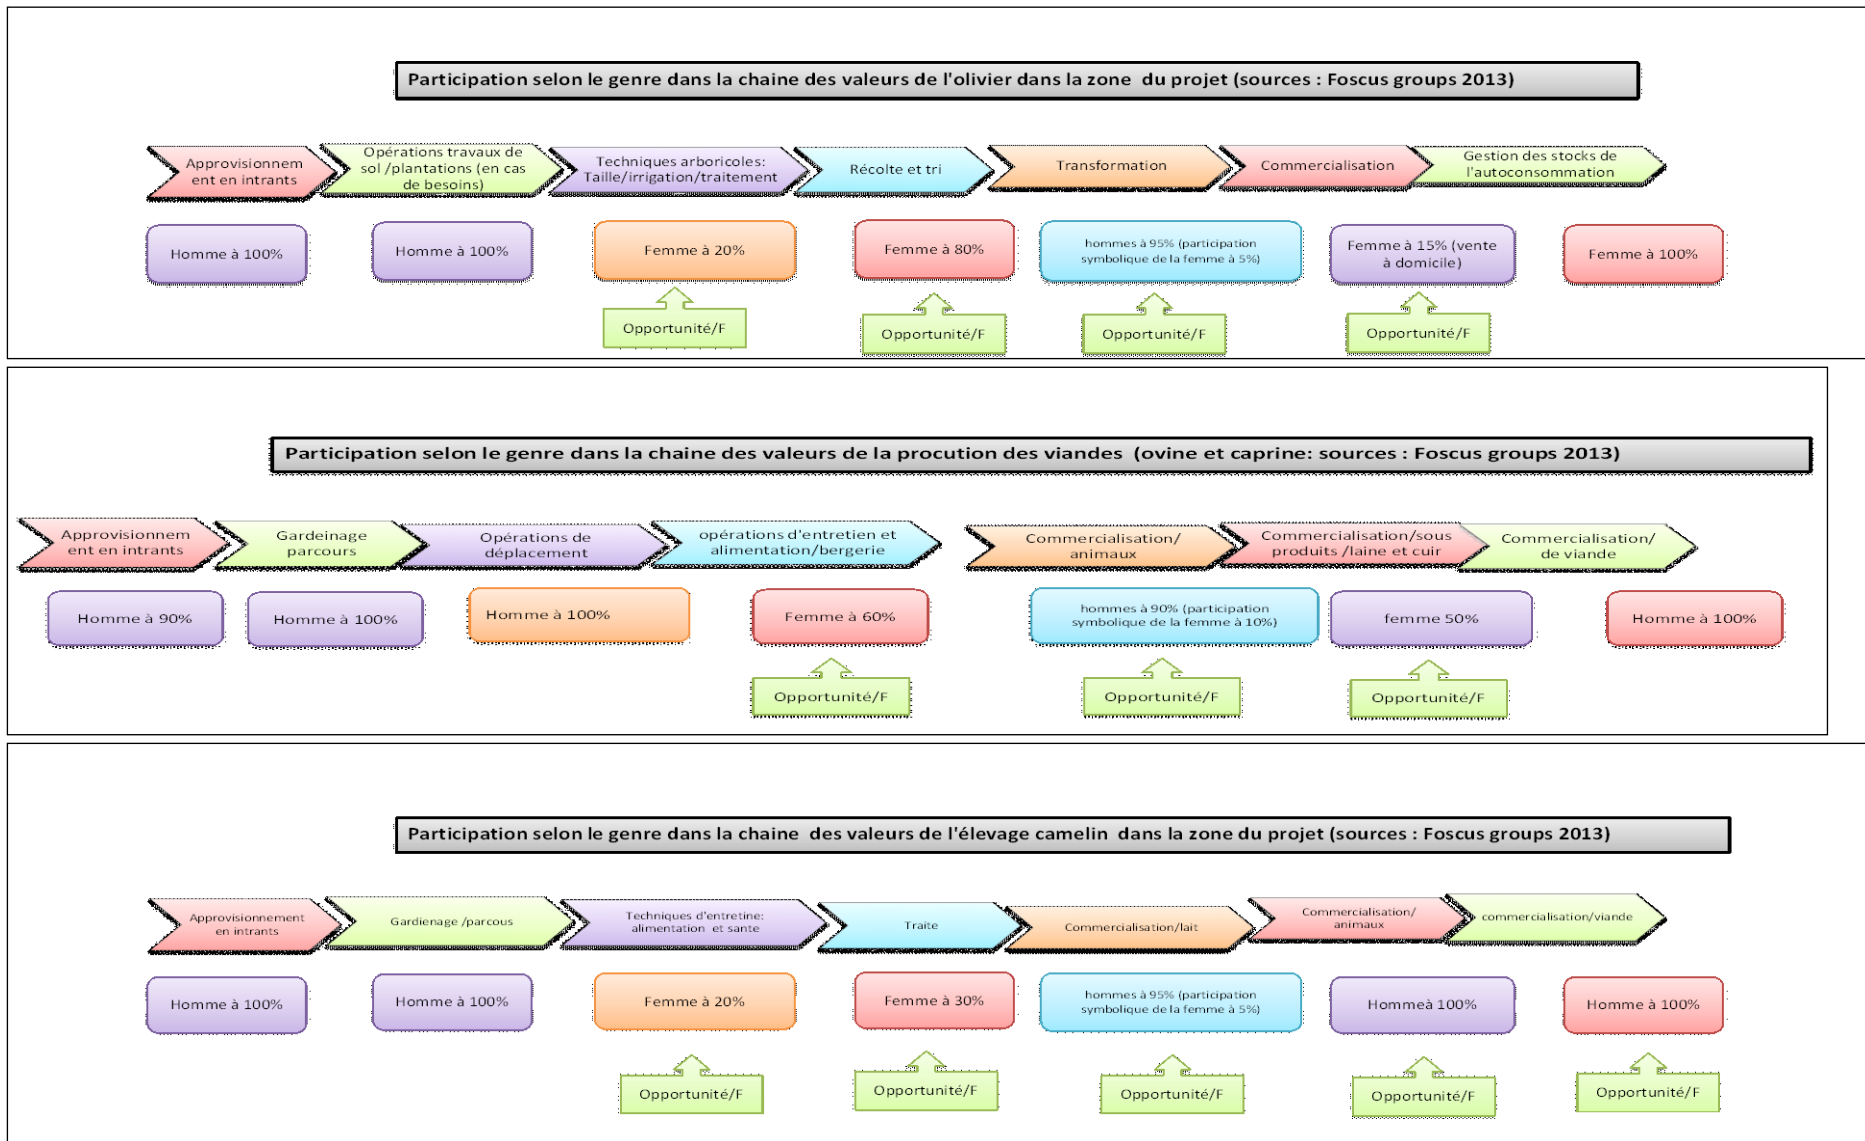 Participation selon le genre dans la chaine des valeurs de l'olivier dans la zone du projet (sources : Foscus groups 2013)
Approvisionnem
ent en intrants
Opérations travaux de
sol /plantations (en cas
de besoins)
Techniques arboricoles:
Taille/irrigation/traitement
Récolte et tri
Transformation
Commercialisation
Gestion des stocks de
l'autoconsommation
Homme à 100%
Homme à 100%
Femme à 20%
Femme à 80%
hommes à 95% (participation
symbolique de la femme à 5%)
Femme à 15% (vente
à domicile)
Femme à 100%
Opportunité/F
Opportunité/F
Opportunité/F
Opportunité/F
Participation selon le genre dans la chaine des valeurs de la procution des viandes (ovine et caprine: sources : Foscus groups 2013)
Approvisionnem
ent en intrants
Gardeinage
parcours
Opérations de
déplacement
opérations d'entretien et
alimentation/bergerie
Commercialisation/
animaux
Commercialisation/sous
produits /laine et cuir
Commercialisation/
de viande
Homme à 90%
Homme à 100%
Homme à 100%
Femme à 60%
hommes à 90% (participation
symbolique de la femme à 10%)
femme 50%
Homme à 100%
Opportunité/F
Opportunité/F
Opportunité/F
Participation selon le genre dans la chaine des valeurs de l'élevage camelin dans la zone du projet (sources : Foscus groups 2013)
Approvisionnement
en intrants
Gardienage /parcous
Techniques d'entretine:
alimentation et sante
Traite
Commercialisation/lait
Commercialisation/
animaux
commercialisation/viande
Homme à 100%
Homme à 100%
Femme à 20%
Femme à 30%
hommes à 95% (participation
symbolique de la femme à 5%)
Hommeà 100%
Homme à 100%
Opportunité/F
Opportunité/F
Opportunité/F
Opportunité/F
Opportunité/F